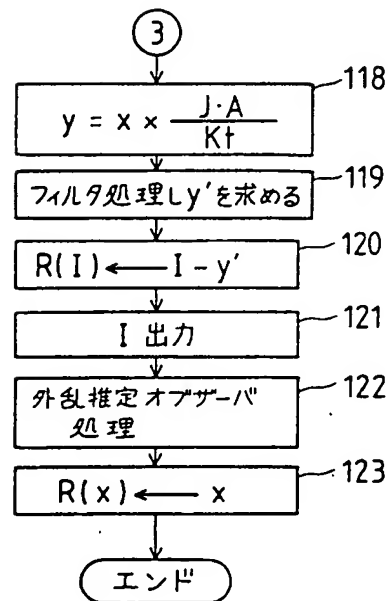 3
118
y = x × J·A / Kt
119
フィルタ処理しy'を求める
120
R(I) ← I - y'
121
I 出力
122
外乱推定オブザーバ
処理
123
R(x) ← x
エンド